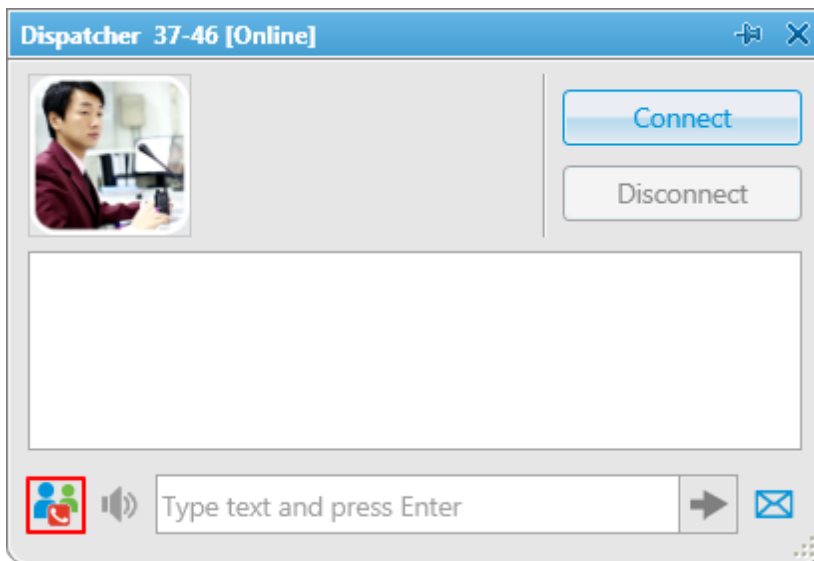 Dispatcher 37-46 [Online]
Connect
Disconnect
Type text and press Enter